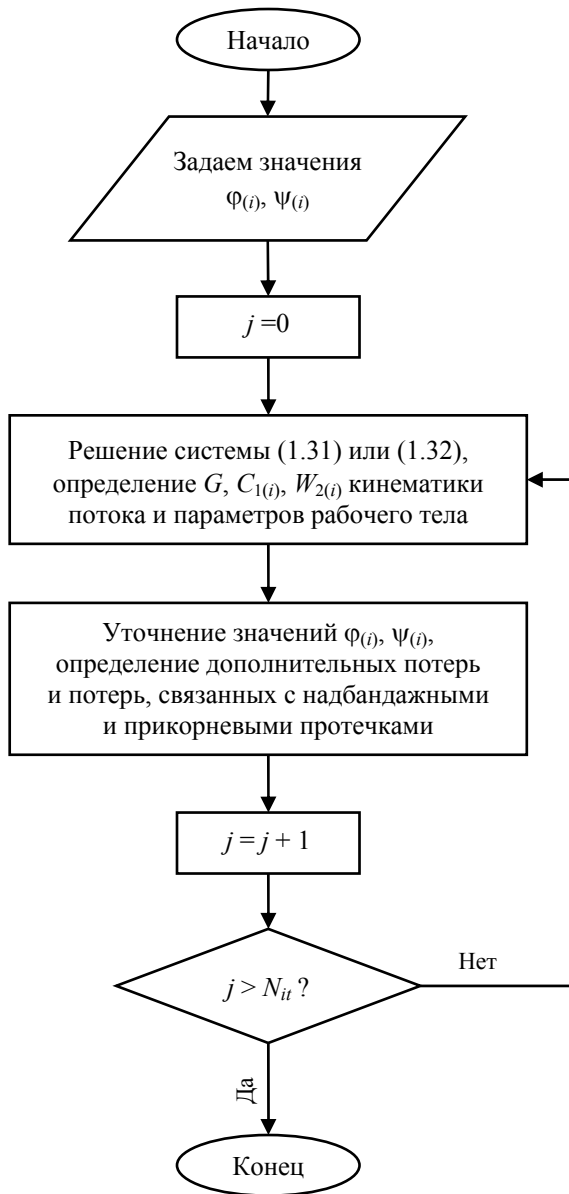 Начало
Задаем значения
φ(i), ψ(i)
j =0
Решение системы (1.31) или (1.32),
определение G, C1(i), W2(i) кинематики
потока и параметров рабочего тела
Уточнение значений φ(i), ψ(i),
определение дополнительных потерь
и потерь, связанных с надбандажными
и прикорневыми протечками
j = j + 1
j > Nit ?
Нет
Да
Конец